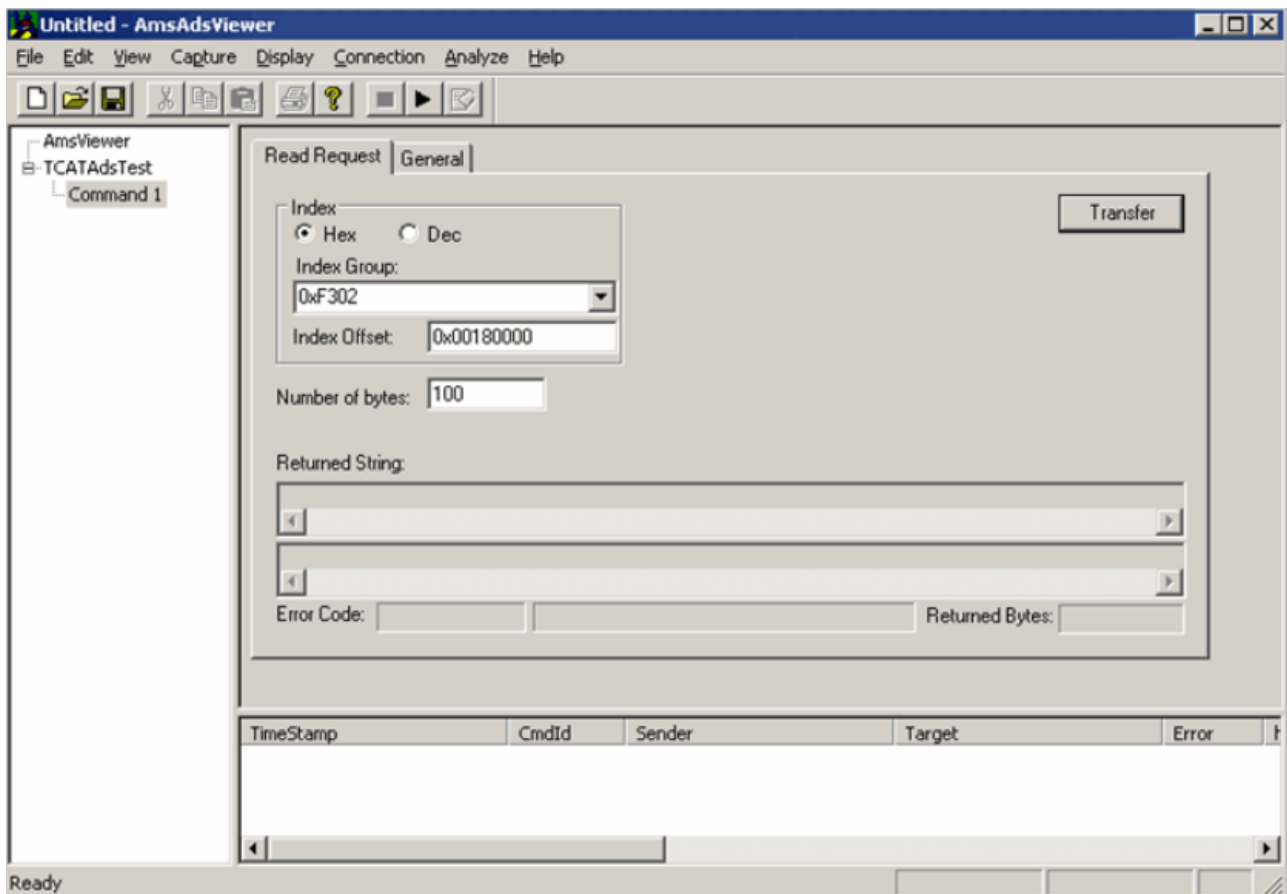 Untitled - AmsAdsViewer
File Edit View Capture Display Connection Analyze Help
AmsViewer
TCATAdsTest
Command 1
Read Request General
Index
Hex Dec
Index Group:
0xF302
Index Offset: 0x00180000
Transfer
Number of bytes: 100
Returned String:
Error Code: Returned Bytes:
TimeStamp CmdId Sender Target Error
Ready